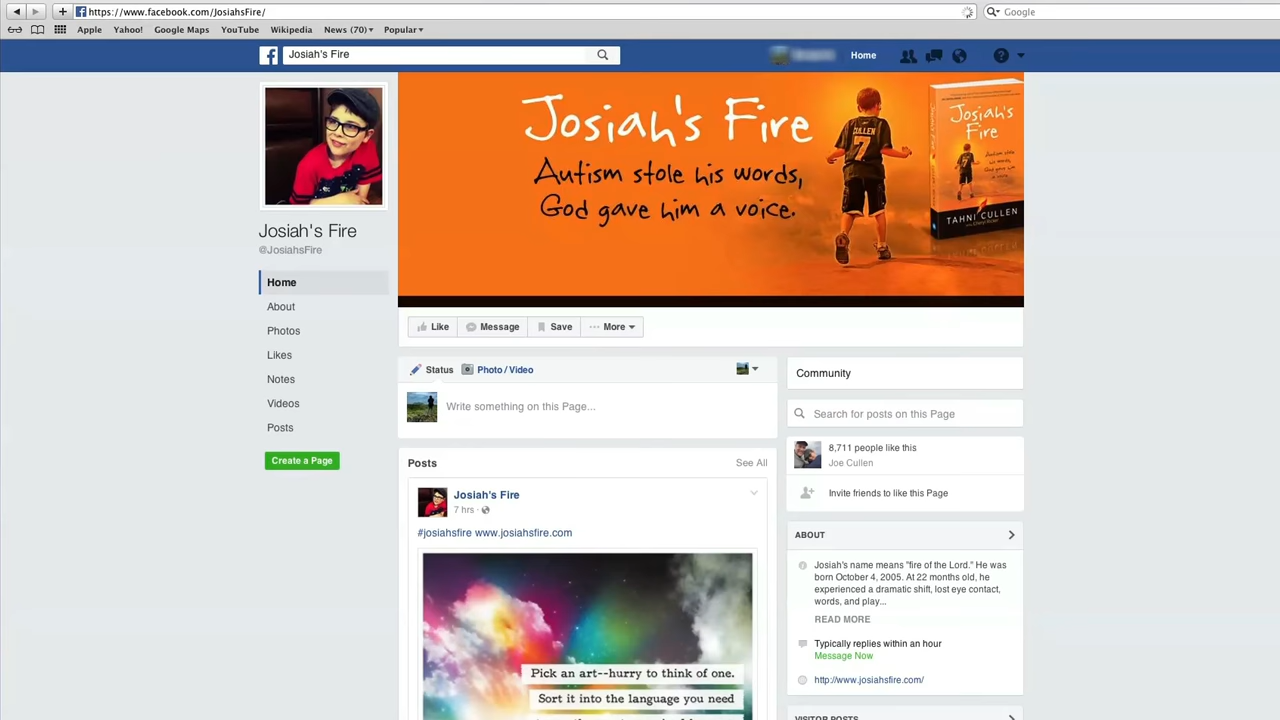 https://www.facebook.com/JosiahsFire/
Google
Apple Yahoo! Google Maps YouTube Wikipedia News (70) Popular
Josiah's Fire
Home
Josiah's Fire
Autism stole his words,
God gave him a voice.
CULLEN
7
Josiah's
Fire
TAHNI CULLEN
Josiah's Fire
@JosiahsFire
Home
About
Photos
Likes
Notes
Videos
Posts
Create a Page
Like Message Save More
Status Photo / Video
Write something on this Page...
Posts See All
Josiah's Fire
7 hrs ·
#josiahsfire www.josiahsfire.com
Pick an art--hurry to think of one.
Sort it into the language you need
Community
Search for posts on this Page
8,711 people like this
Joe Cullen
Invite friends to like this Page
ABOUT
Josiah's name means "fire of the Lord." He was
born October 4, 2005. At 22 months old, he
experienced a dramatic shift, lost eye contact,
words, and play...
READ MORE
Typically replies within an hour
Message Now
http://www.josiahsfire.com/
VISITOR POSTS